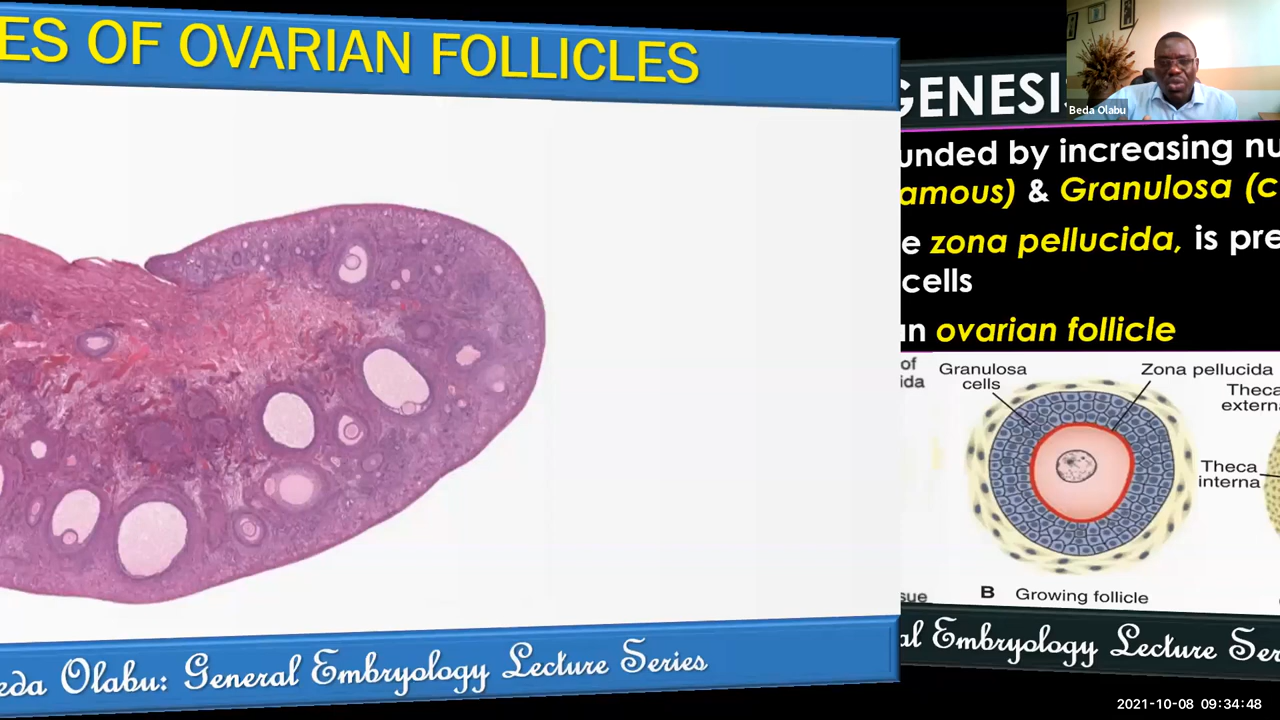 ES OF OVARIAN FOLLICLES
eda Olabu: General Embryology Lecture Series
GENESI
Beda Olabu
unded by increasing nu
amous) & Granulosa (c
e zona pellucida, is pre
cells
an ovarian follicle
of
ida
Granulosa
cells
Zona pellucida
Theca
extern
Theca
interna
sue
B Growing follicle
al Embryology Lecture Ser
2021-10-08 09:34:48